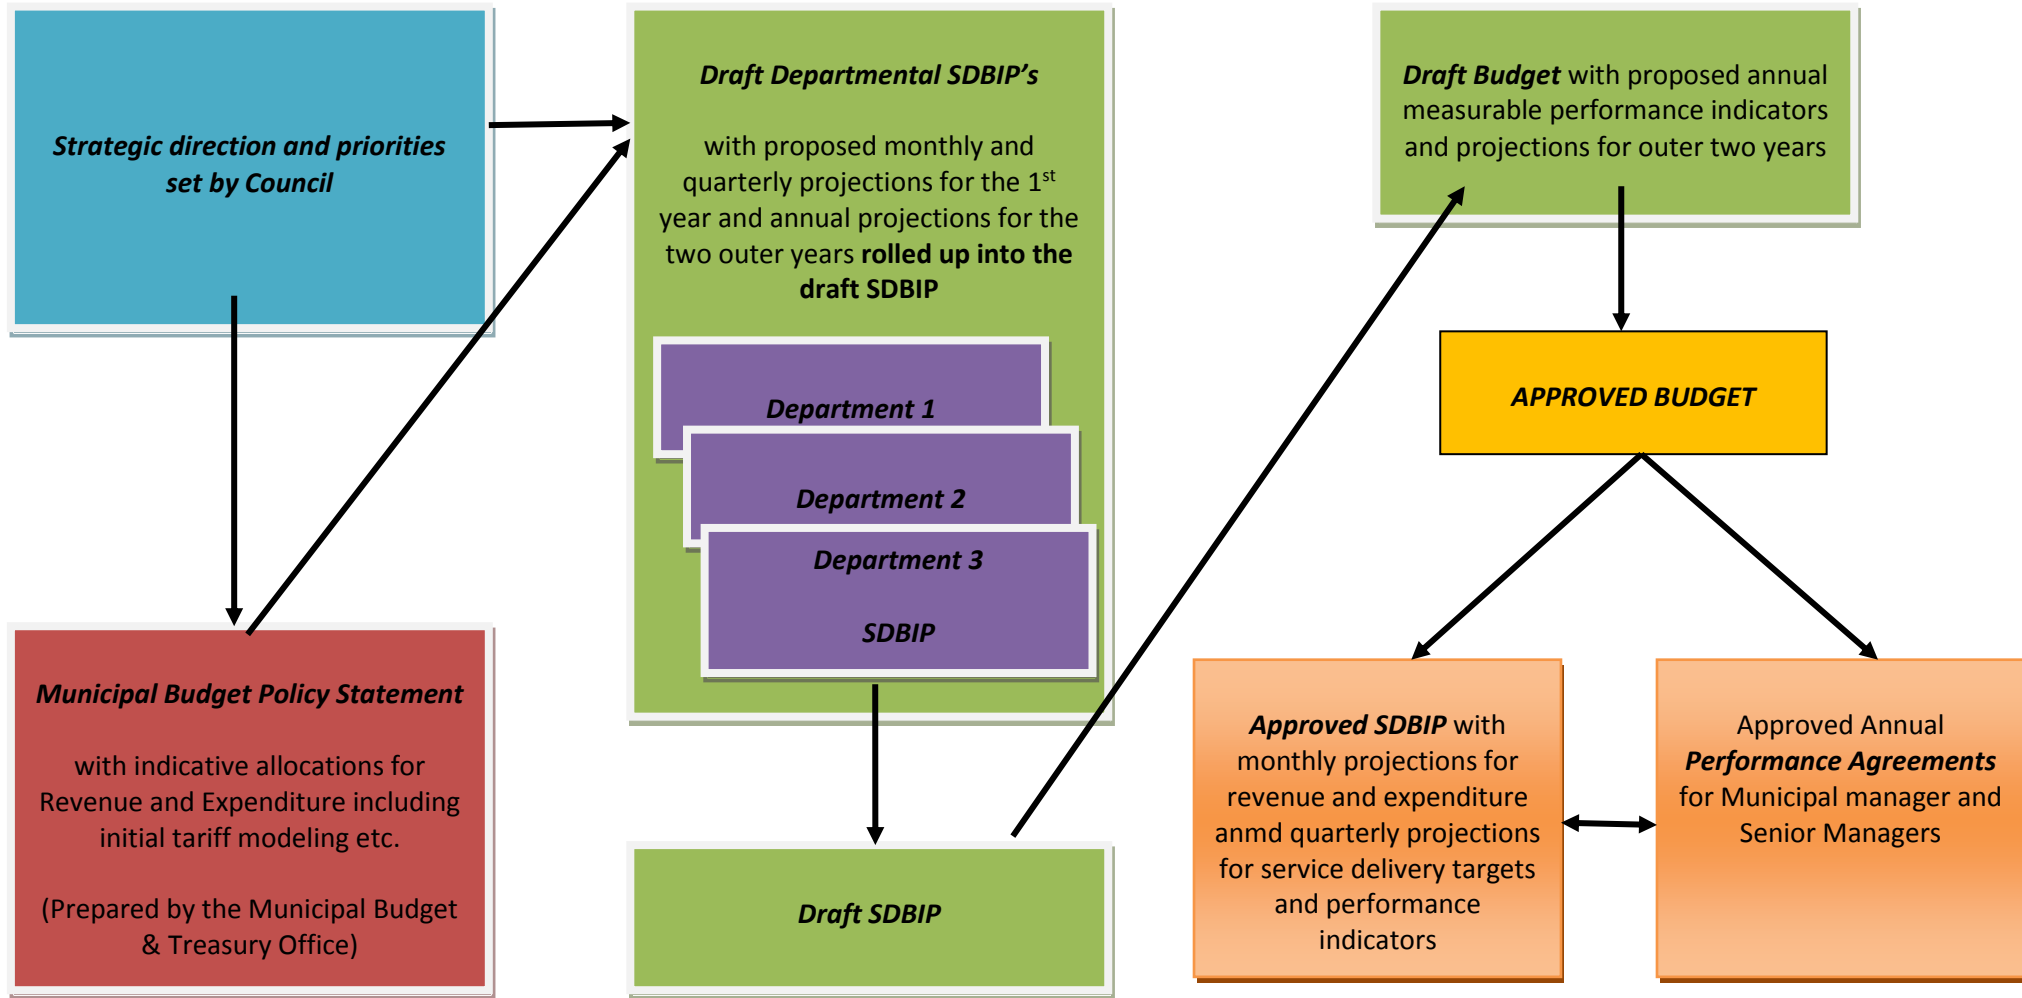 Strategic direction and priorities
set by Council
Municipal Budget Policy Statement
with indicative allocations for
Revenue and Expenditure including
initial tariff modeling etc.
(Prepared by the Municipal Budget
& Treasury Office)
Draft Departmental SDBIP’s
with proposed monthly and
quarterly projections for the 1st
year and annual projections for the
two outer years rolled up into the
draft SDBIP
Department 1
Department 2
Department 3
SDBIP
Draft SDBIP
Draft Budget with proposed annual
measurable performance indicators
and projections for outer two years
APPROVED BUDGET
Approved SDBIP with
monthly projections for
revenue and expenditure
anmd quarterly projections
for service delivery targets
and performance
indicators
Approved Annual
Performance Agreements
for Municipal manager and
Senior Managers